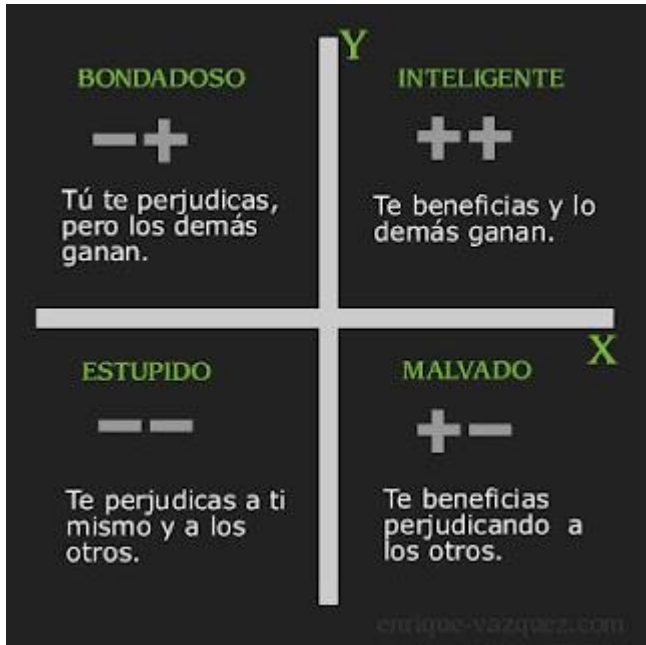 Y
BONDADOSO
−+
Tú te perjudicas,
pero los demás
ganan.
INTELIGENTE
++
Te beneficias y lo
demás ganan.
X
ESTUPIDO
−−
Te perjudicas a ti
mismo y a los
otros.
MALVADO
+−
Te beneficias
perjudicando a
los otros.
enrique-vazquez.com